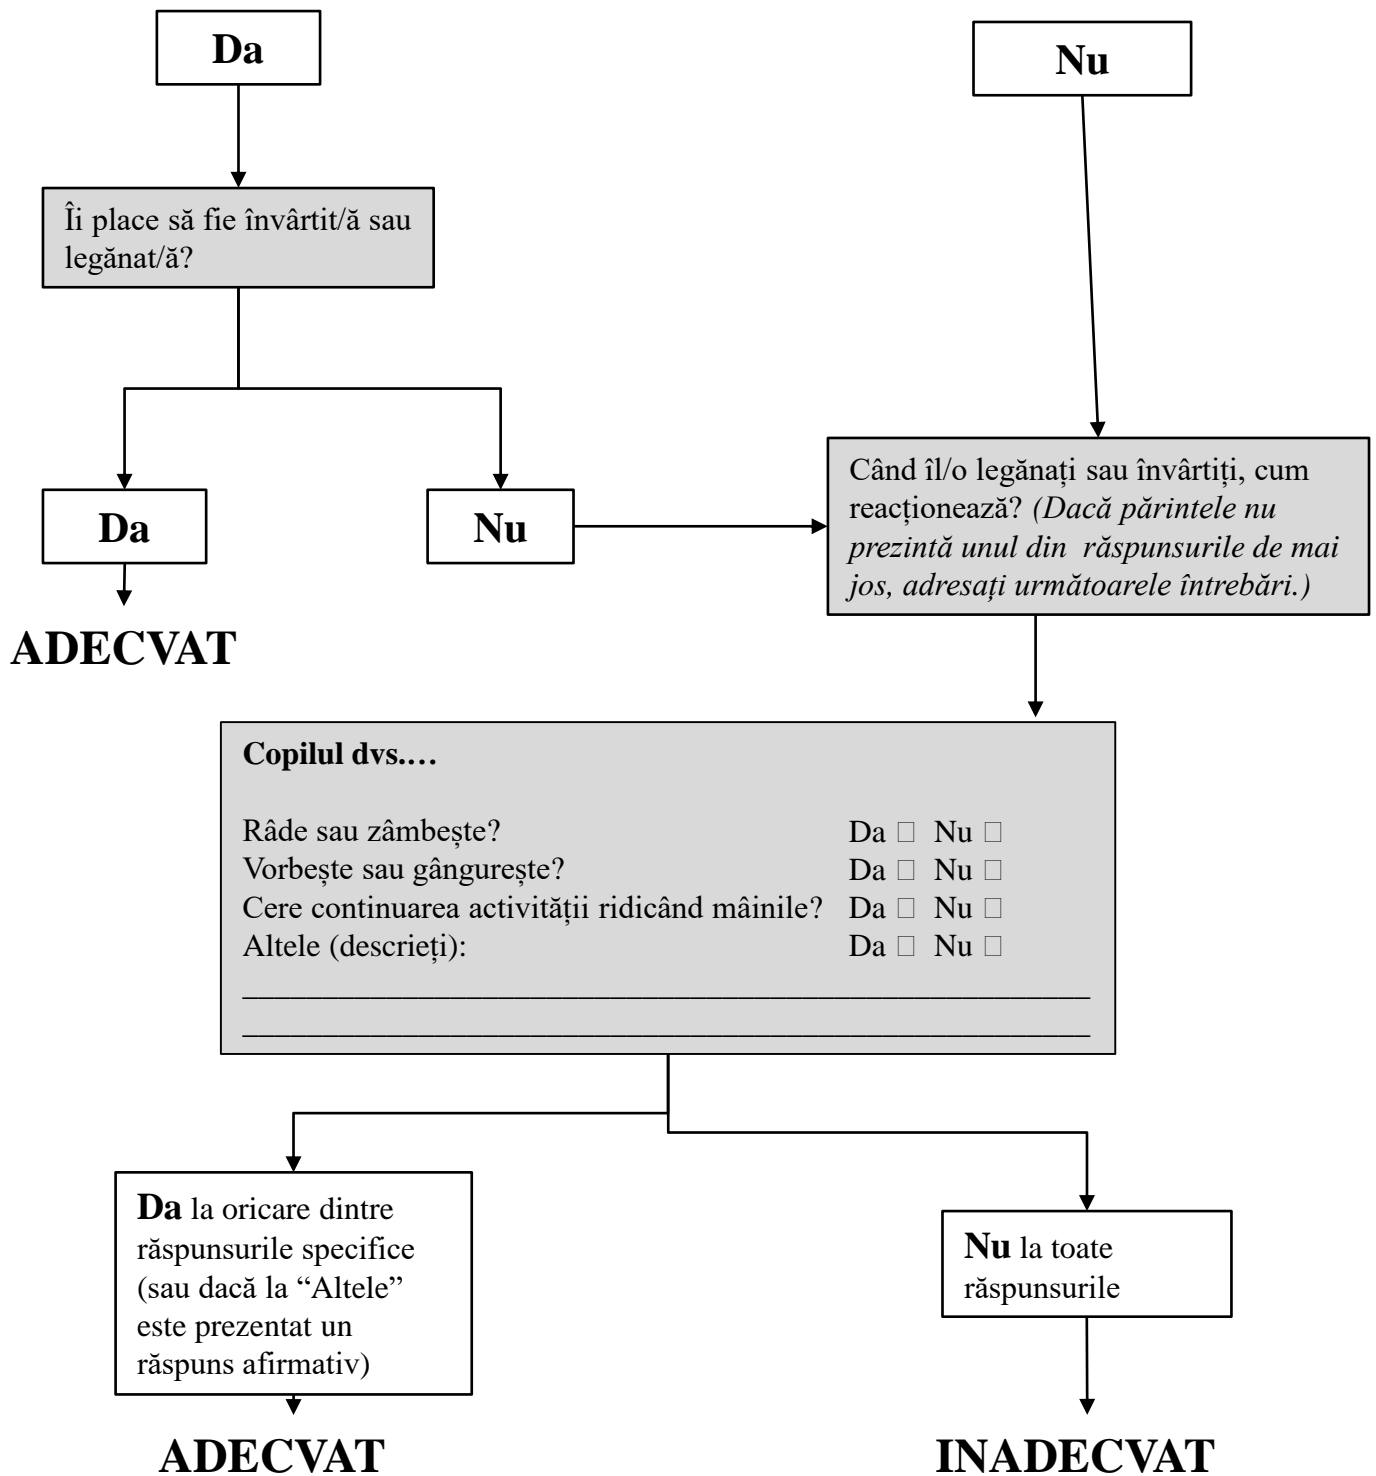 Da
Nu
Îi place să fie învârtit/ă sau
legănat/ă?
Da
Nu
Când îl/o legănați sau învârtiți, cum
reacționează? (Dacă părintele nu
prezintă unul din răspunsurile de mai
jos, adresați următoarele întrebări.)
ADECVAT
Copilul dvs.…
Râde sau zâmbește? Da □ Nu □
Vorbește sau gângurește? Da □ Nu □
Cere continuarea activității ridicând mâinile? Da □ Nu □
Altele (descrieți): Da □ Nu □
_____________________________________________________
_____________________________________________________
Da la oricare dintre
răspunsurile specifice
(sau dacă la “Altele”
este prezentat un
răspuns afirmativ)
Nu la toate
răspunsurile
ADECVAT
INADECVAT